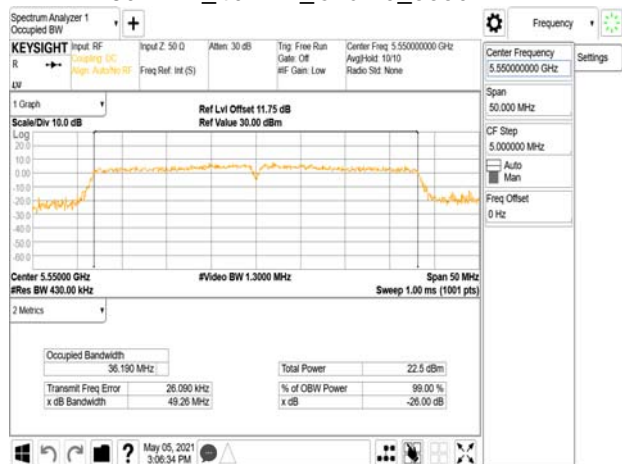 Spectrum Analyzer 1
Occupied BW
Frequency
KEYSIGHT
Input: RF
Coupling: DC
Align: Auto/No RF
Input Z: 50 Ω
Freq Ref: Int (S)
Atten: 30 dB
Trig: Free Run
Gate: Off
#IF Gain: Low
Center Freq: 5.550000000 GHz
Avg|Hold: 10/10
Radio Std: None
R
LXI
1 Graph
Scale/Div 10.0 dB
Ref Lvl Offset 11.75 dB
Ref Value 30.00 dBm
Log
20.0
10.0
0.00
-10.0
-20.0
-30.0
-40.0
-50.0
-60.0
Center 5.55000 GHz
#Res BW 430.00 kHz
#Video BW 1.3000 MHz
Span 50 MHz
Sweep 1.00 ms (1001 pts)
2 Metrics
Occupied Bandwidth
36.190 MHz
Transmit Freq Error 26.090 kHz
x dB Bandwidth 49.26 MHz
Total Power 22.5 dBm
% of OBW Power 99.00 %
x dB -26.00 dB
May 05, 2021
3:06:34 PM
Center Frequency
5.550000000 GHz
Settings
Span
50.000 MHz
CF Step
5.000000 MHz
Auto
Man
Freq Offset
0 Hz